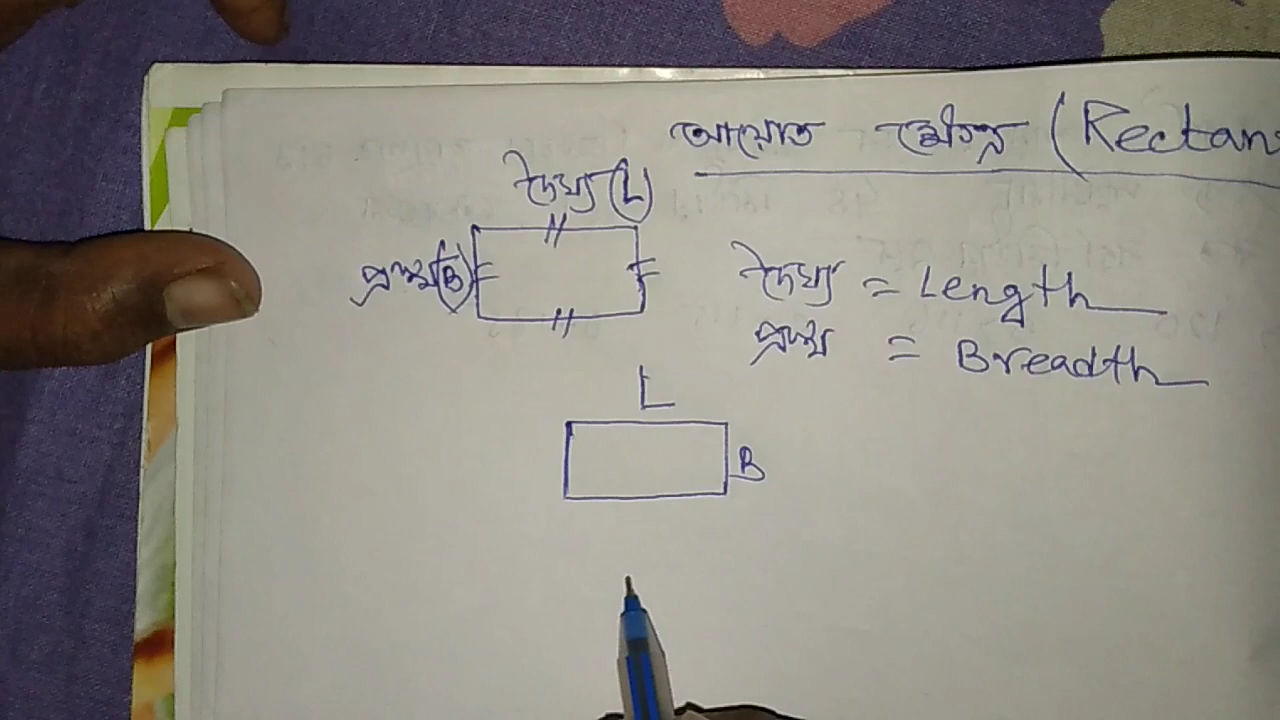 আয়োত ক্ষেত্র (Rectan
দৈঘ্য (L)
প্রস্থ (B)
দৈঘ্য = Length
প্রস্থ = Breadth
L
B